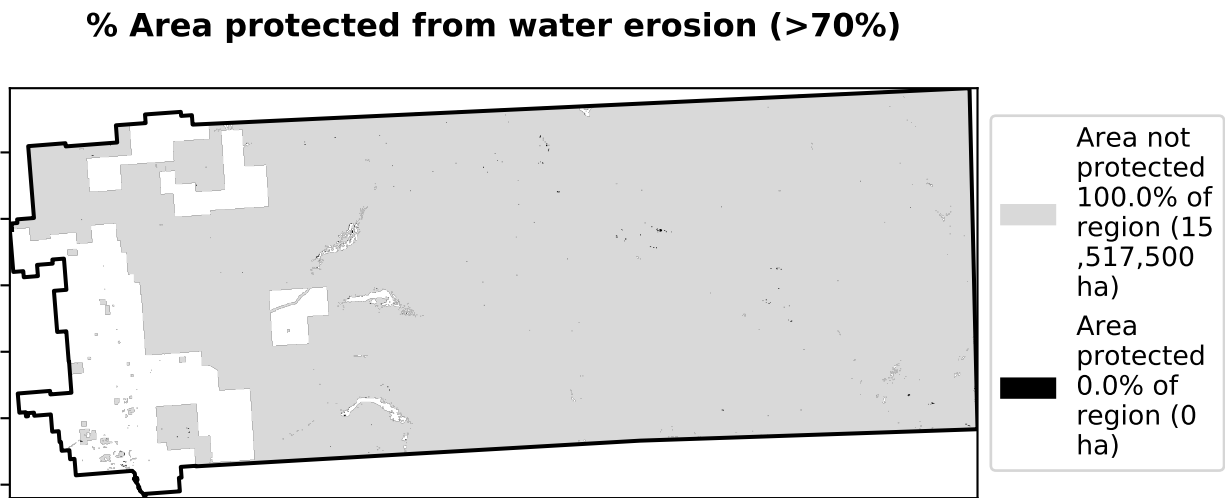 % Area protected from water erosion (>70%)
Area not
protected
100.0% of
region (15
,517,500
ha)
Area
protected
0.0% of
region (0
ha)